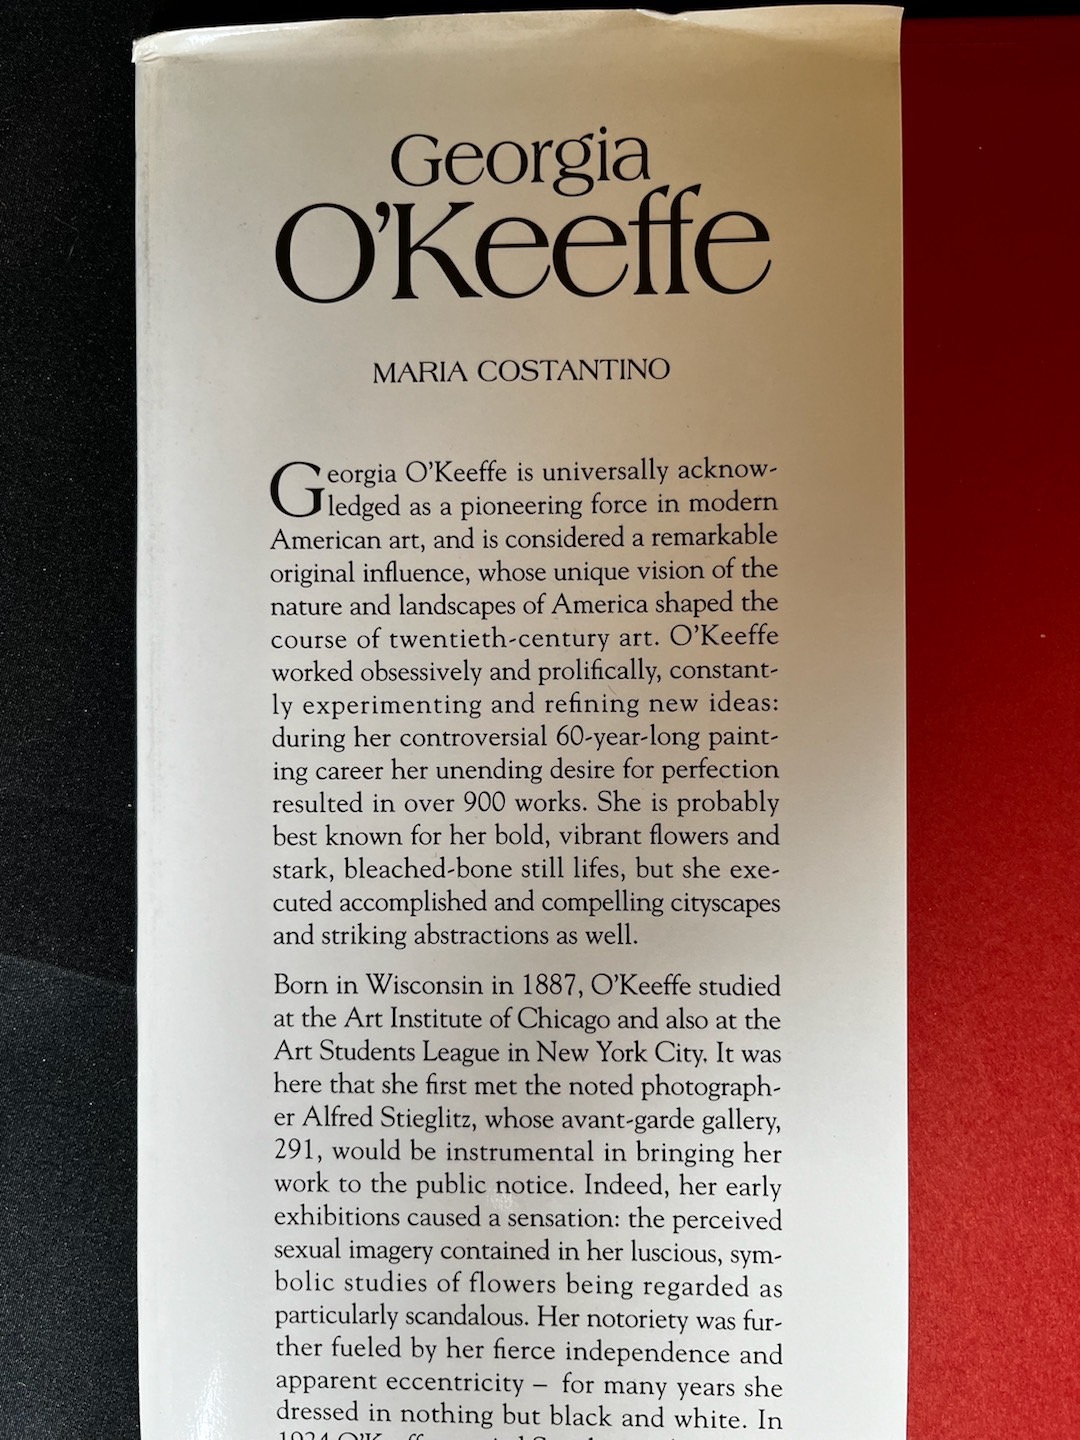 Georgia
O'Keeffe
MARIA COSTANTINO
Georgia O'Keeffe is universally acknow-
ledged as a pioneering force in modern
American art, and is considered a remarkable
original influence, whose unique vision of the
nature and landscapes of America shaped the
course of twentieth-century art. O'Keeffe
worked obsessively and prolifically, constant-
ly experimenting and refining new ideas:
during her controversial 60-year-long paint-
ing career her unending desire for perfection
resulted in over 900 works. She is probably
best known for her bold, vibrant flowers and
stark, bleached-bone still lifes, but she exe-
cuted accomplished and compelling cityscapes
and striking abstractions as well.
Born in Wisconsin in 1887, O'Keeffe studied
at the Art Institute of Chicago and also at the
Art Students League in New York City. It was
here that she first met the noted photograph-
er Alfred Stieglitz, whose avant-garde gallery,
291, would be instrumental in bringing her
work to the public notice. Indeed, her early
exhibitions caused a sensation: the perceived
sexual imagery contained in her luscious, sym-
bolic studies of flowers being regarded as
particularly scandalous. Her notoriety was fur-
ther fueled by her fierce independence and
apparent eccentricity – for many years she
dressed in nothing but black and white. In